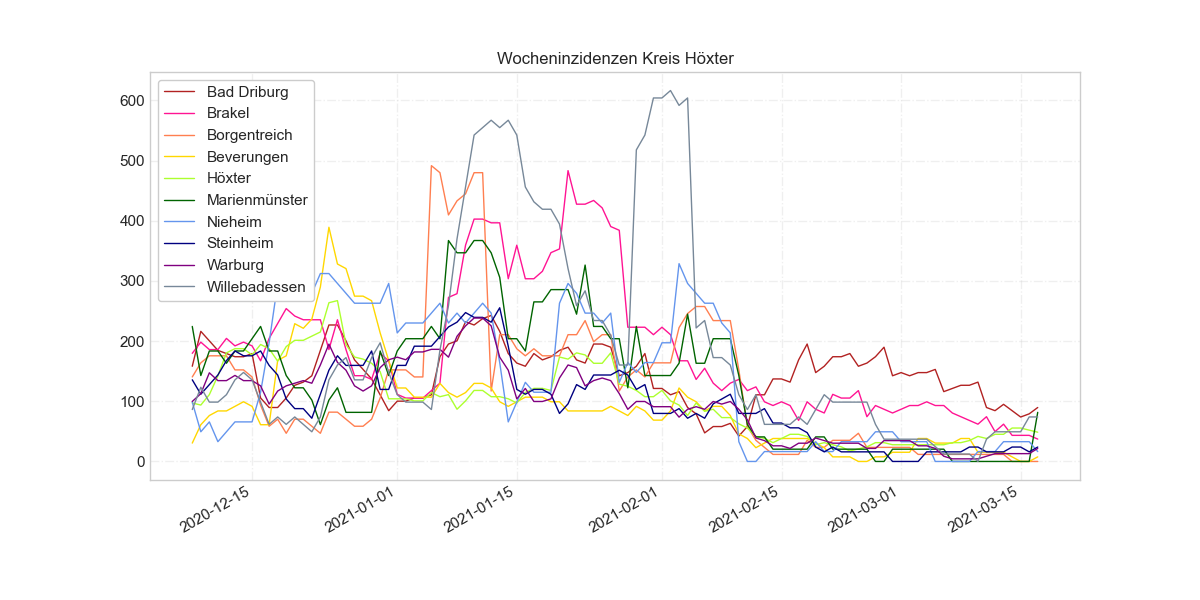 Wocheninzidenzen Kreis Höxter
Bad Driburg
Brakel
Borgentreich
Beverungen
Höxter
Marienmünster
Nieheim
Steinheim
Warburg
Willebadessen
600
500
400
300
200
100
0
2020-12-15
2021-01-01
2021-01-15
2021-02-01
2021-02-15
2021-03-01
2021-03-15